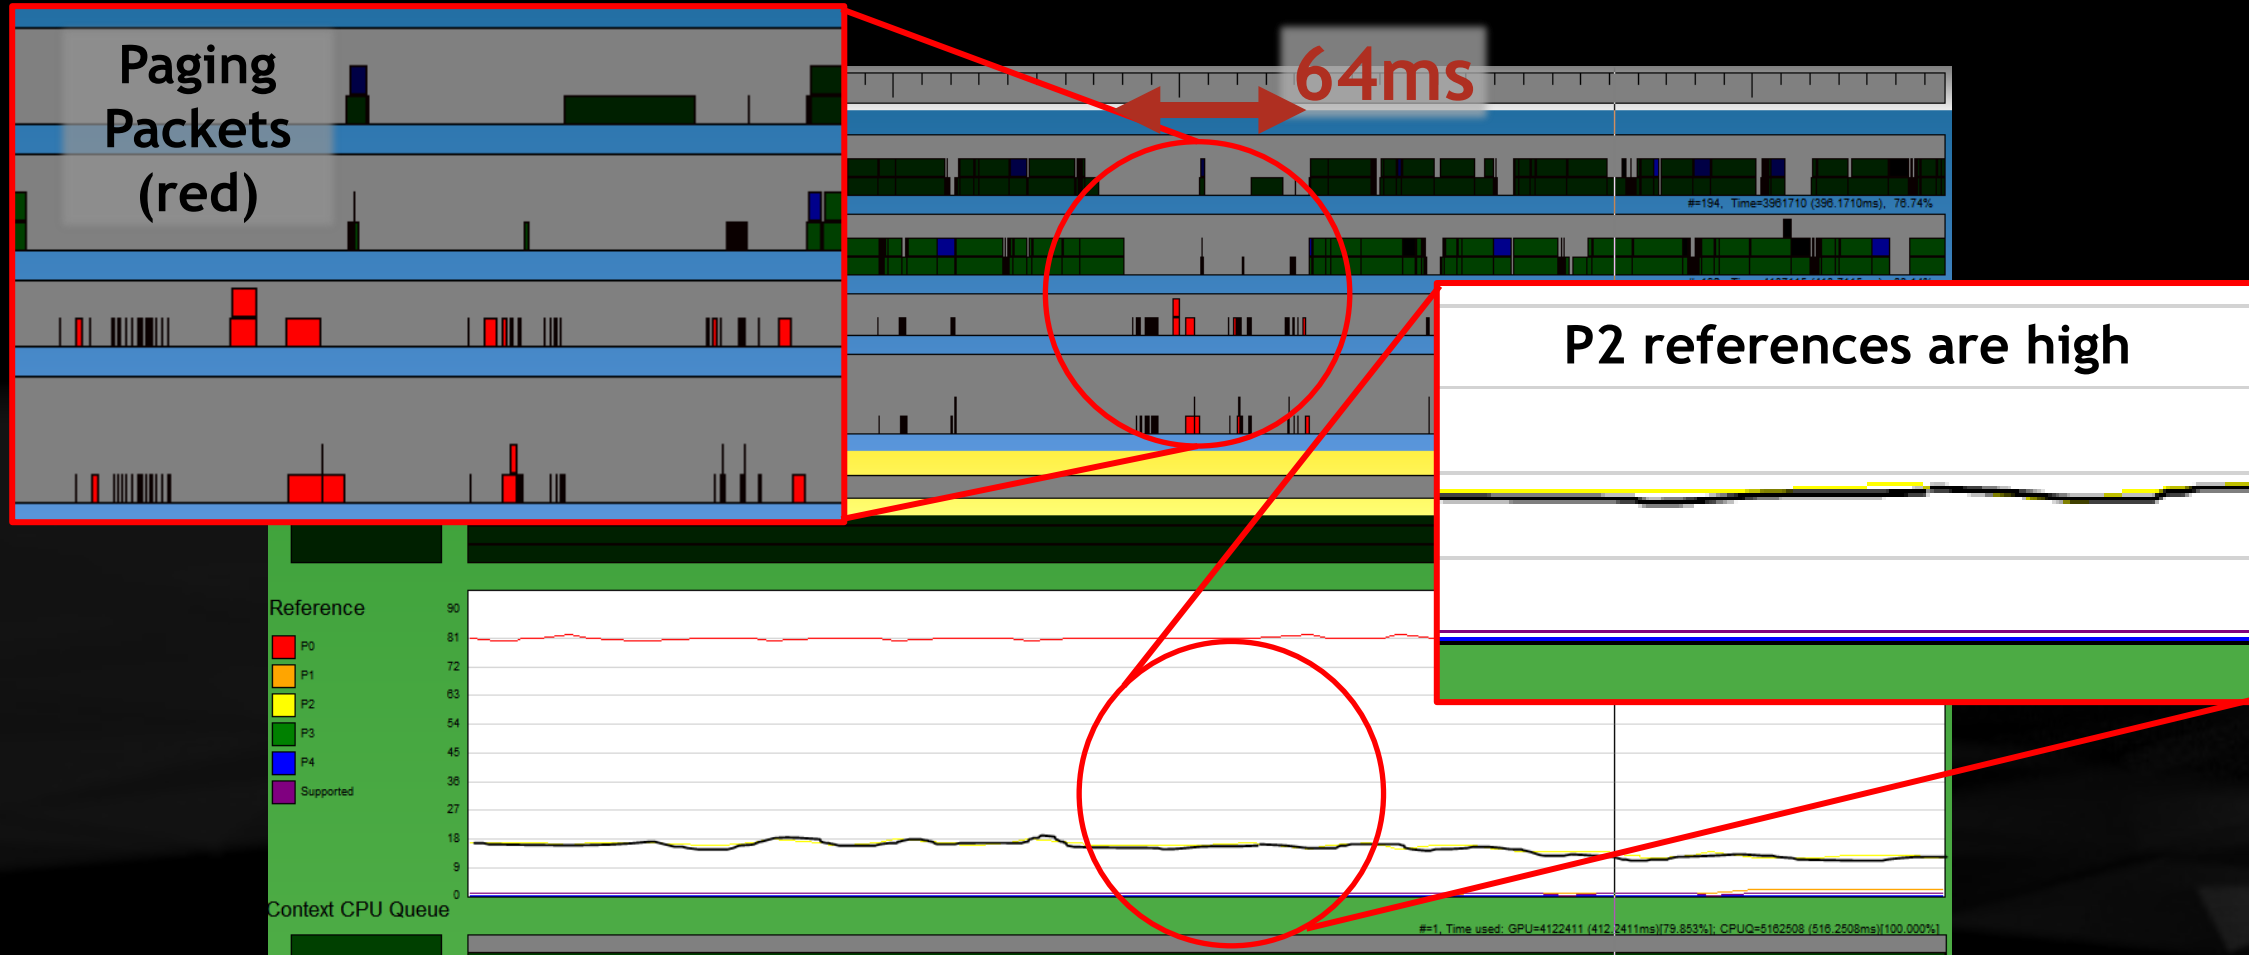 Paging
Packets
(red)
64ms
#=194, Time=3961710 (396.1710ms), 76.74%
P2 references are high
Reference
P0
P1
P2
P3
P4
Supported
90
81
72
63
54
45
36
27
18
9
0
Context CPU Queue
#=1, Time used: GPU=4122411 (412.2411ms)[79.853%]; CPUQ=5162508 (516.2508ms)[100.000%]